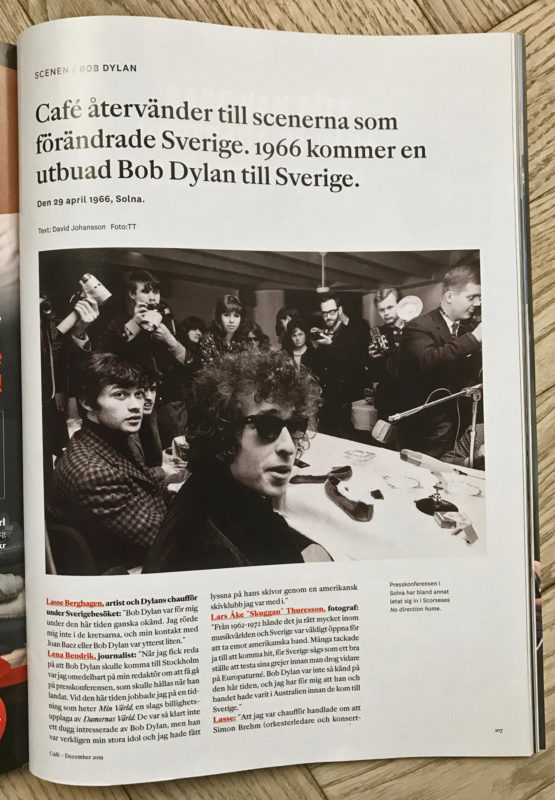 SCENEN / BOB DYLAN
Café återvänder till scenerna som
förändrade Sverige. 1966 kommer en
utbuad Bob Dylan till Sverige.
Den 29 april 1966, Solna.
Text: David Johansson Foto:TT
Lasse Berghagen, artist och Dylans chaufför
under Sverigebesöket: "Bob Dylan var för mig
under den här tiden ganska okänd. Jag rörde
mig inte i de kretsarna, och min kontakt med
Joan Baez eller Bob Dylan var ytterst liten."
Lena Bendrik, journalist: "När jag fick reda
på att Bob Dylan skulle komma till Stockholm
var jag omedelbart på min redaktör om att få gå
på presskonferensen, som skulle hållas när han
landat. Vid den här tiden jobbade jag på en tid-
ning som heter Min Värld, en slags billighets-
upplaga av Damernas Värld. De var så klart inte
ett dugg intresserade av Bob Dylan, men han
var verkligen min stora idol och jag hade fått
lyssna på hans skivor genom en amerikansk
skivklubb jag var med i."
Lars Åke "Skuggan" Thuresson, fotograf:
"Från 1962-1972 hände det ju rätt mycket inom
musikvärlden och Sverige var väldigt öppna för
att ta emot amerikanska band. Många tackade
ja till att komma hit, för Sverige sågs som ett bra
ställe att testa sina grejer innan man drog vidare
på Europaturné. Bob Dylan var inte så känd på
den här tiden, och jag har för mig att han och
bandet hade varit i Australien innan de kom till
Sverige."
Lasse: "Att jag var chaufför handlade om att
Simon Brehm (orkesterledare och konsert-
Presskonferensen i
Solna har bland annat
letat sig in i Scorseses
No direction home.
Café – December 2019
107